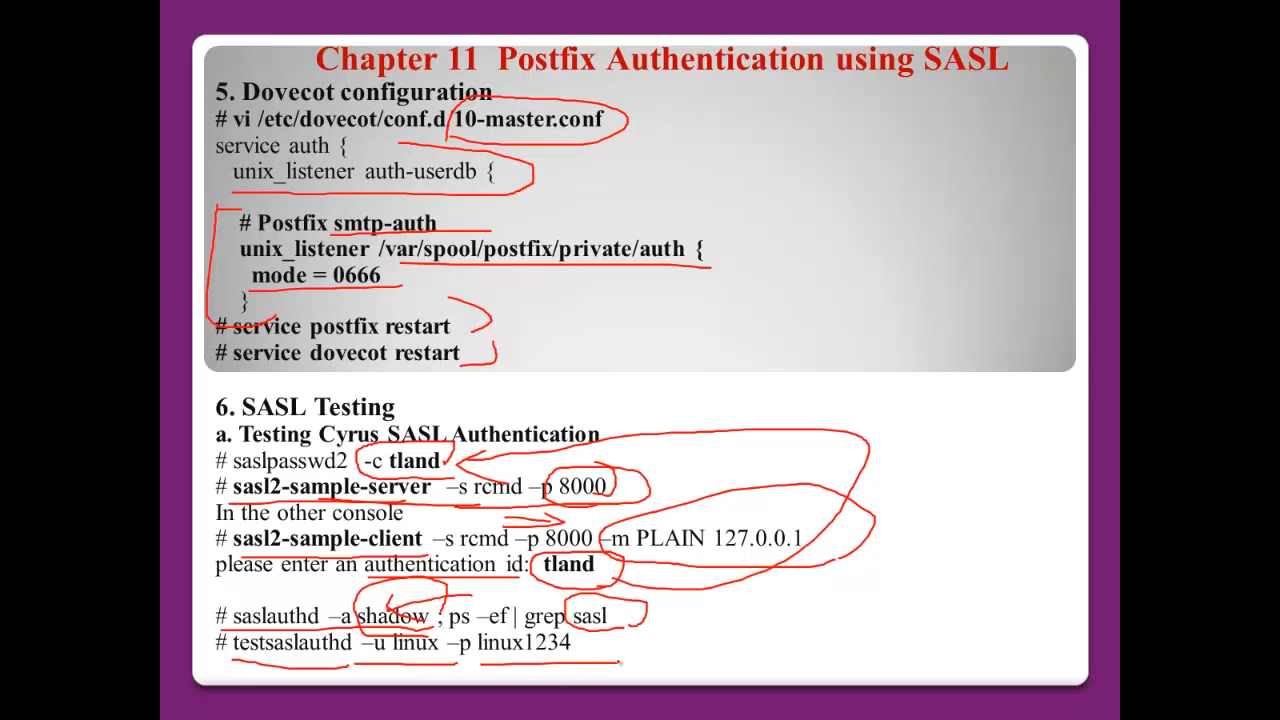 Chapter 11 Postfix Authentication using SASL
5. Dovecot configuration
# vi /etc/dovecot/conf.d/10-master.conf
service auth {
unix_listener auth-userdb {
# Postfix smtp-auth
unix_listener /var/spool/postfix/private/auth {
mode = 0666
}
# service postfix restart
# service dovecot restart
6. SASL Testing
a. Testing Cyrus SASL Authentication
# saslpasswd2 -c tland
# sasl2-sample-server –s rcmd –p 8000
In the other console
# sasl2-sample-client –s rcmd –p 8000 –m PLAIN 127.0.0.1
please enter an authentication id: tland
# saslauthd –a shadow ; ps –ef | grep sasl
# testsaslauthd –u linux –p linux1234